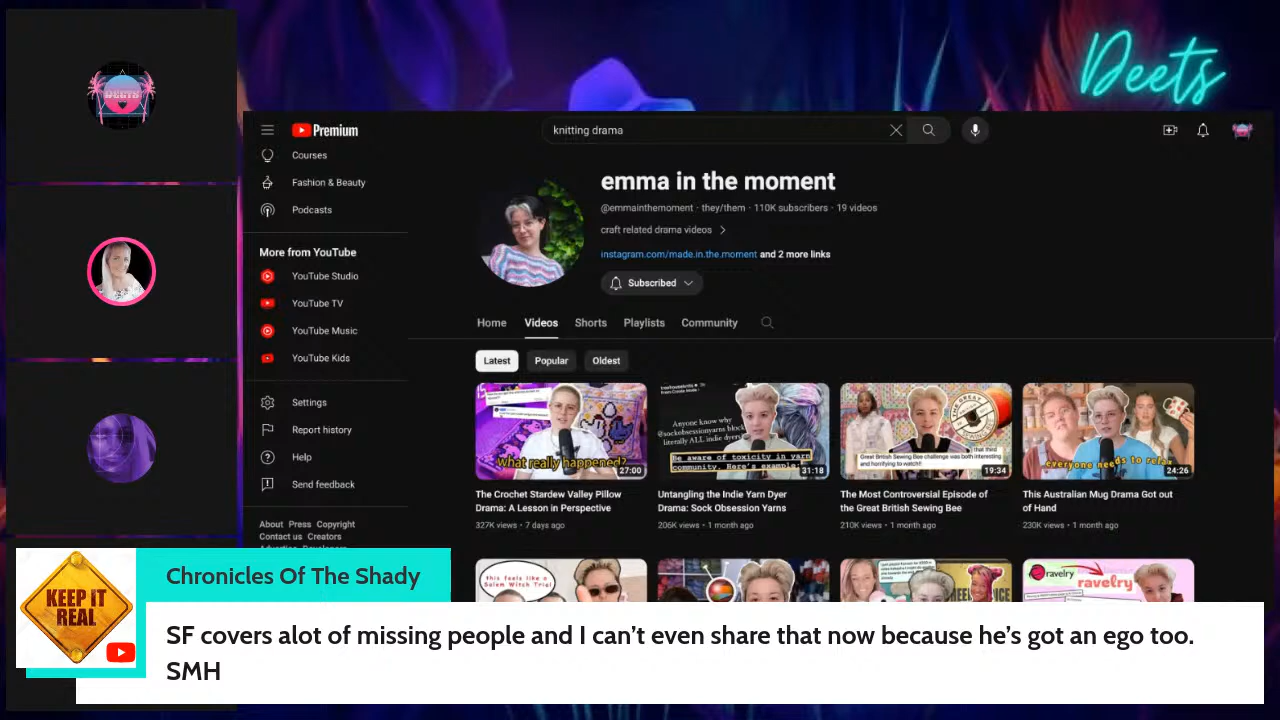 Deets
Premium
knitting drama
Courses
Fashion & Beauty
Podcasts
More from YouTube
YouTube Studio
YouTube TV
YouTube Music
YouTube Kids
Settings
Report history
Help
Send feedback
About Press Copyright
Contact us Creators
emma in the moment
@emmainthemoment · they/them · 110K subscribers · 19 videos
craft related drama videos
instagram.com/made.in.the.moment and 2 more links
Subscribed
Home Videos Shorts Playlists Community
Latest Popular Oldest
what really happened?
27:00
The Crochet Stardew Valley Pillow
Drama: A Lesson in Perspective
327K views · 7 days ago
Anyone know why
@sockobsessionyarns block
literally ALL indie dyers
Be aware of toxicity in yarn
community. Here's example:
31:18
Untangling the Indie Yarn Dyer
Drama: Sock Obsession Yarns
206K views · 1 month ago
that third
Great British Sewing Bee challenge was both interesting
and horrifying to watch!!
19:34
The Most Controversial Episode of
the Great British Sewing Bee
210K views · 1 month ago
everyone needs to relax
24:26
This Australian Mug Drama Got out
of Hand
230K views · 1 month ago
this feels like a
Salem Witch Trial
ravelry
ravelry
KEEP IT
REAL
Chronicles Of The Shady
SF covers alot of missing people and I can't even share that now because he's got an ego too.
SMH